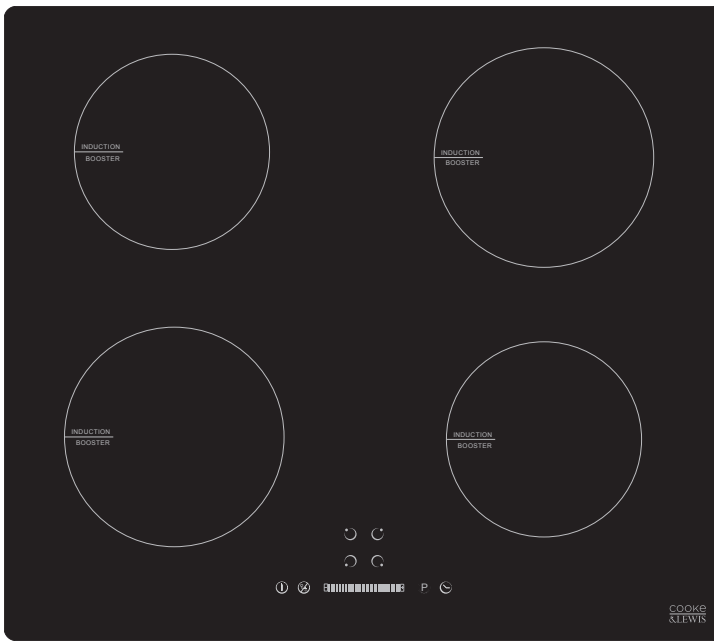 INDUCTION
BOOSTER
INDUCTION
BOOSTER
INDUCTION
BOOSTER
INDUCTION
BOOSTER
P
COOKE
&LEWIS